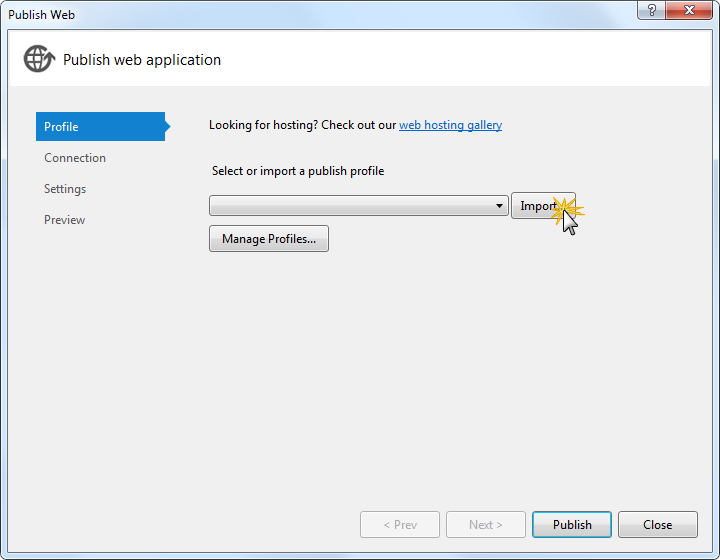 Publish Web
?
Publish web application
Profile
Looking for hosting? Check out our web hosting gallery
Connection
Select or import a publish profile
Settings
Import
Preview
Manage Profiles...
< Prev
Next >
Publish
Close